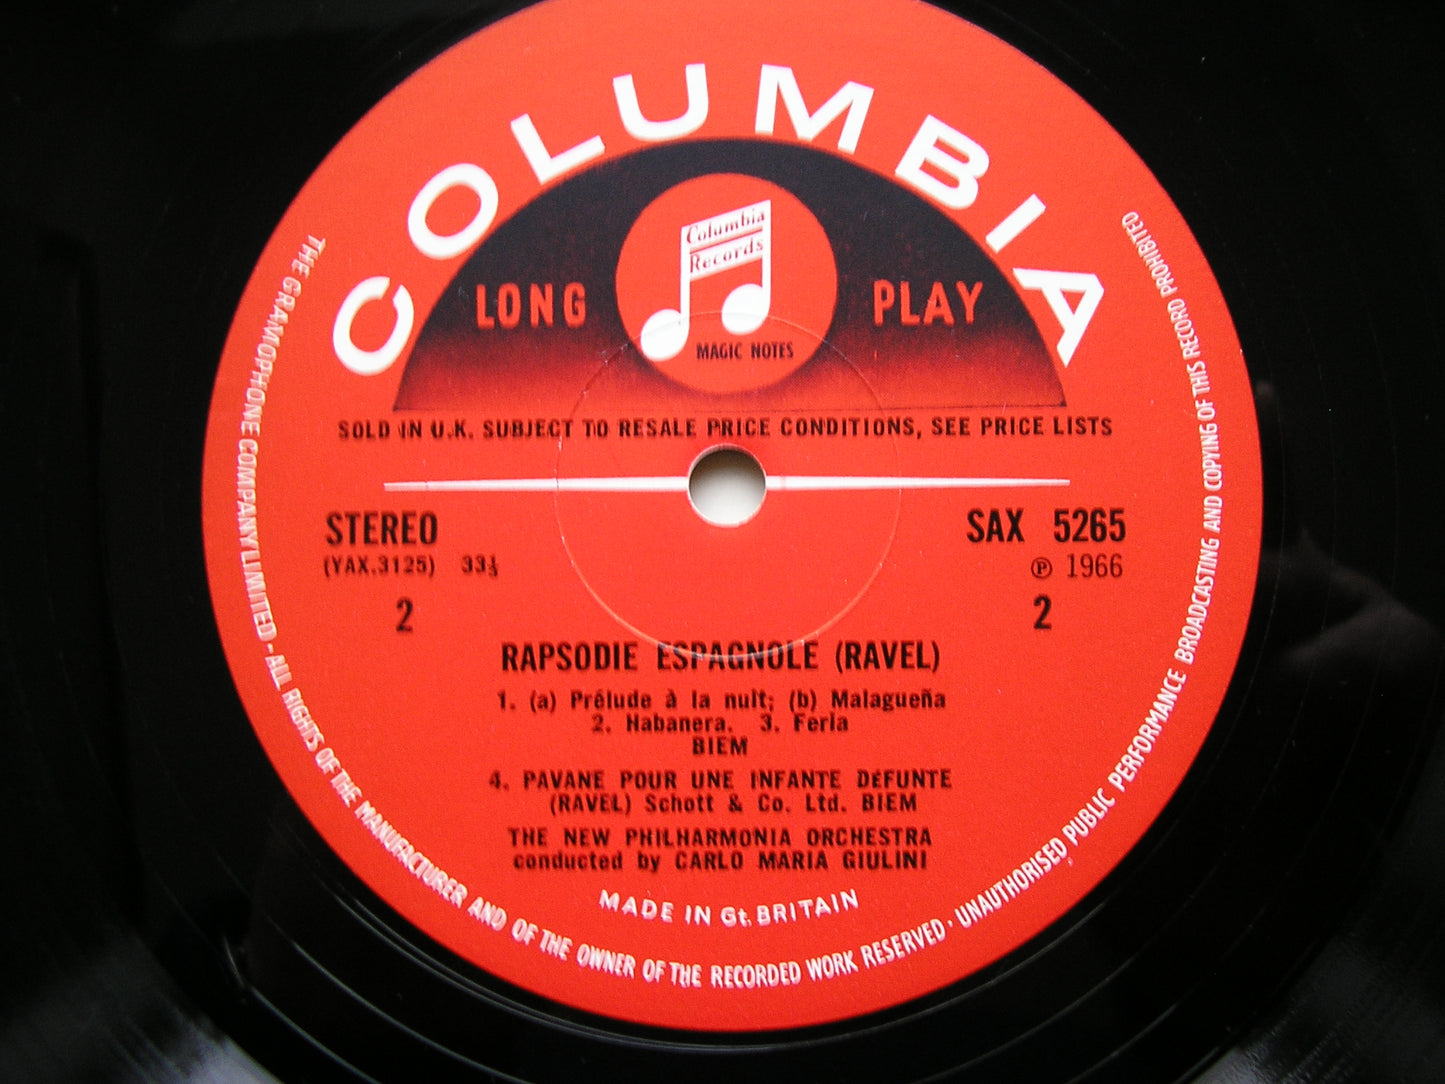 COLUMBIA
Columbia
Records
LONG PLAY
MAGIC NOTES
SOLD IN U.K. SUBJECT TO RESALE PRICE CONDITIONS, SEE PRICE LISTS
STEREO SAX 5265
(YAX.3125) 33⅓ ℗ 1966
2 2
RAPSODIE ESPAGNOLE (RAVEL)
1. (a) Prélude à la nuit; (b) Malagueña
2. Habanera. 3. Feria
BIEM
4. PAVANE POUR UNE INFANTE DÉFUNTE
(RAVEL) Schott & Co. Ltd. BIEM
THE NEW PHILHARMONIA ORCHESTRA
conducted by CARLO MARIA GIULINI
MADE IN Gt. BRITAIN
THE GRAMOPHONE COMPANY LIMITED - ALL RIGHTS OF THE MANUFACTURER AND OF THE OWNER OF THE RECORDED WORK RESERVED · UNAUTHORISED PUBLIC PERFORMANCE BROADCASTING AND COPYING OF THIS RECORD PROHIBITED